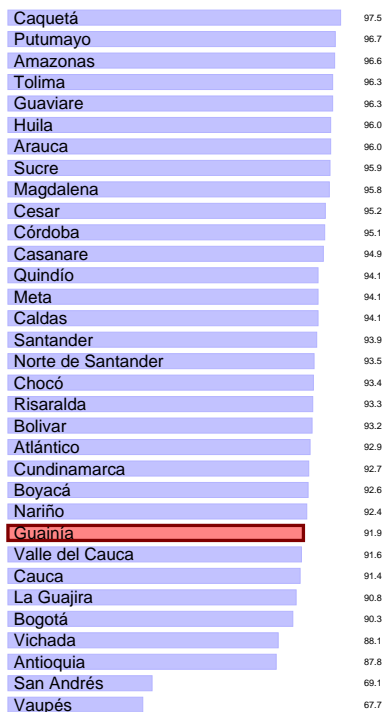 Caquetá 97.5
Putumayo 96.7
Amazonas 96.6
Tolima 96.3
Guaviare 96.3
Huila 96.0
Arauca 96.0
Sucre 95.9
Magdalena 95.8
Cesar 95.2
Córdoba 95.1
Casanare 94.9
Quindío 94.1
Meta 94.1
Caldas 94.1
Santander 93.9
Norte de Santander 93.5
Chocó 93.4
Risaralda 93.3
Bolivar 93.2
Atlántico 92.9
Cundinamarca 92.7
Boyacá 92.6
Nariño 92.4
Guainía 91.9
Valle del Cauca 91.6
Cauca 91.4
La Guajira 90.8
Bogotá 90.3
Vichada 88.1
Antioquia 87.8
San Andrés 69.1
Vaupés 67.7